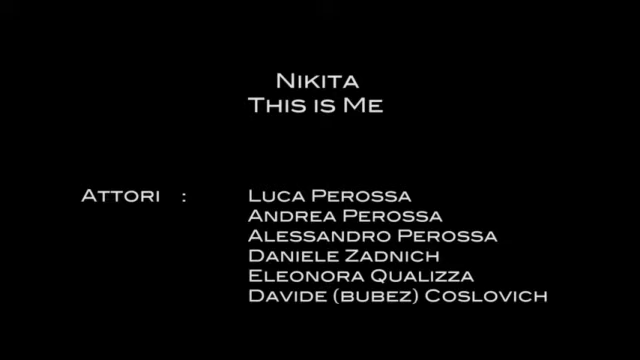 Nikita
This is Me
Attori : Luca Perossa
Andrea Perossa
Alessandro Perossa
Daniele Zadnich
Eleonora Qualizza
Davide (bubez) Coslovich